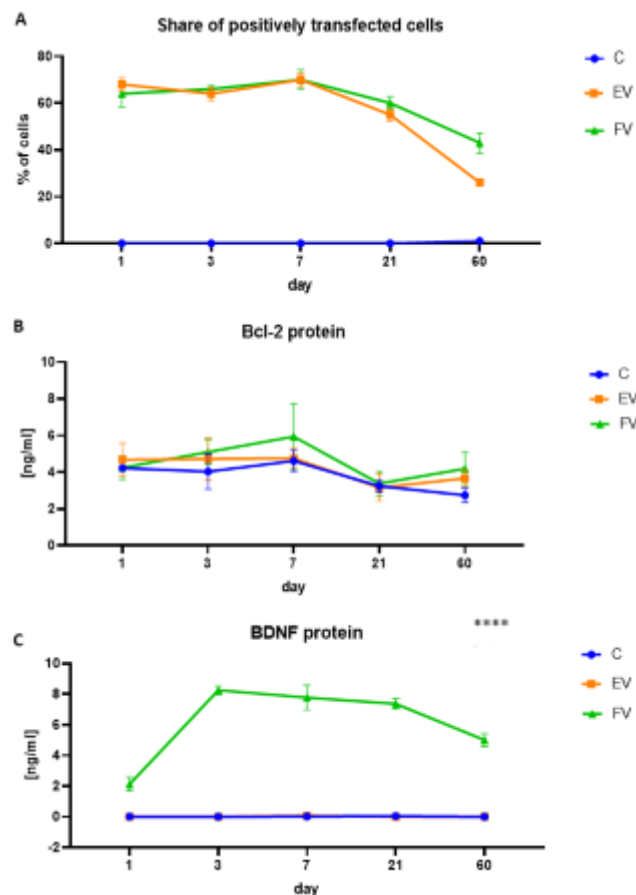 A
Share of positively transfected cells
80
60
40
20
0
% of cells
1 3 7 21 60
day
C
EV
FV
B
Bcl-2 protein
10
8
6
4
2
0
[ng/ml]
1 3 7 21 60
day
C
EV
FV
C
BDNF protein
****
10
8
6
4
2
0
-2
[ng/ml]
1 3 7 21 60
day
C
EV
FV